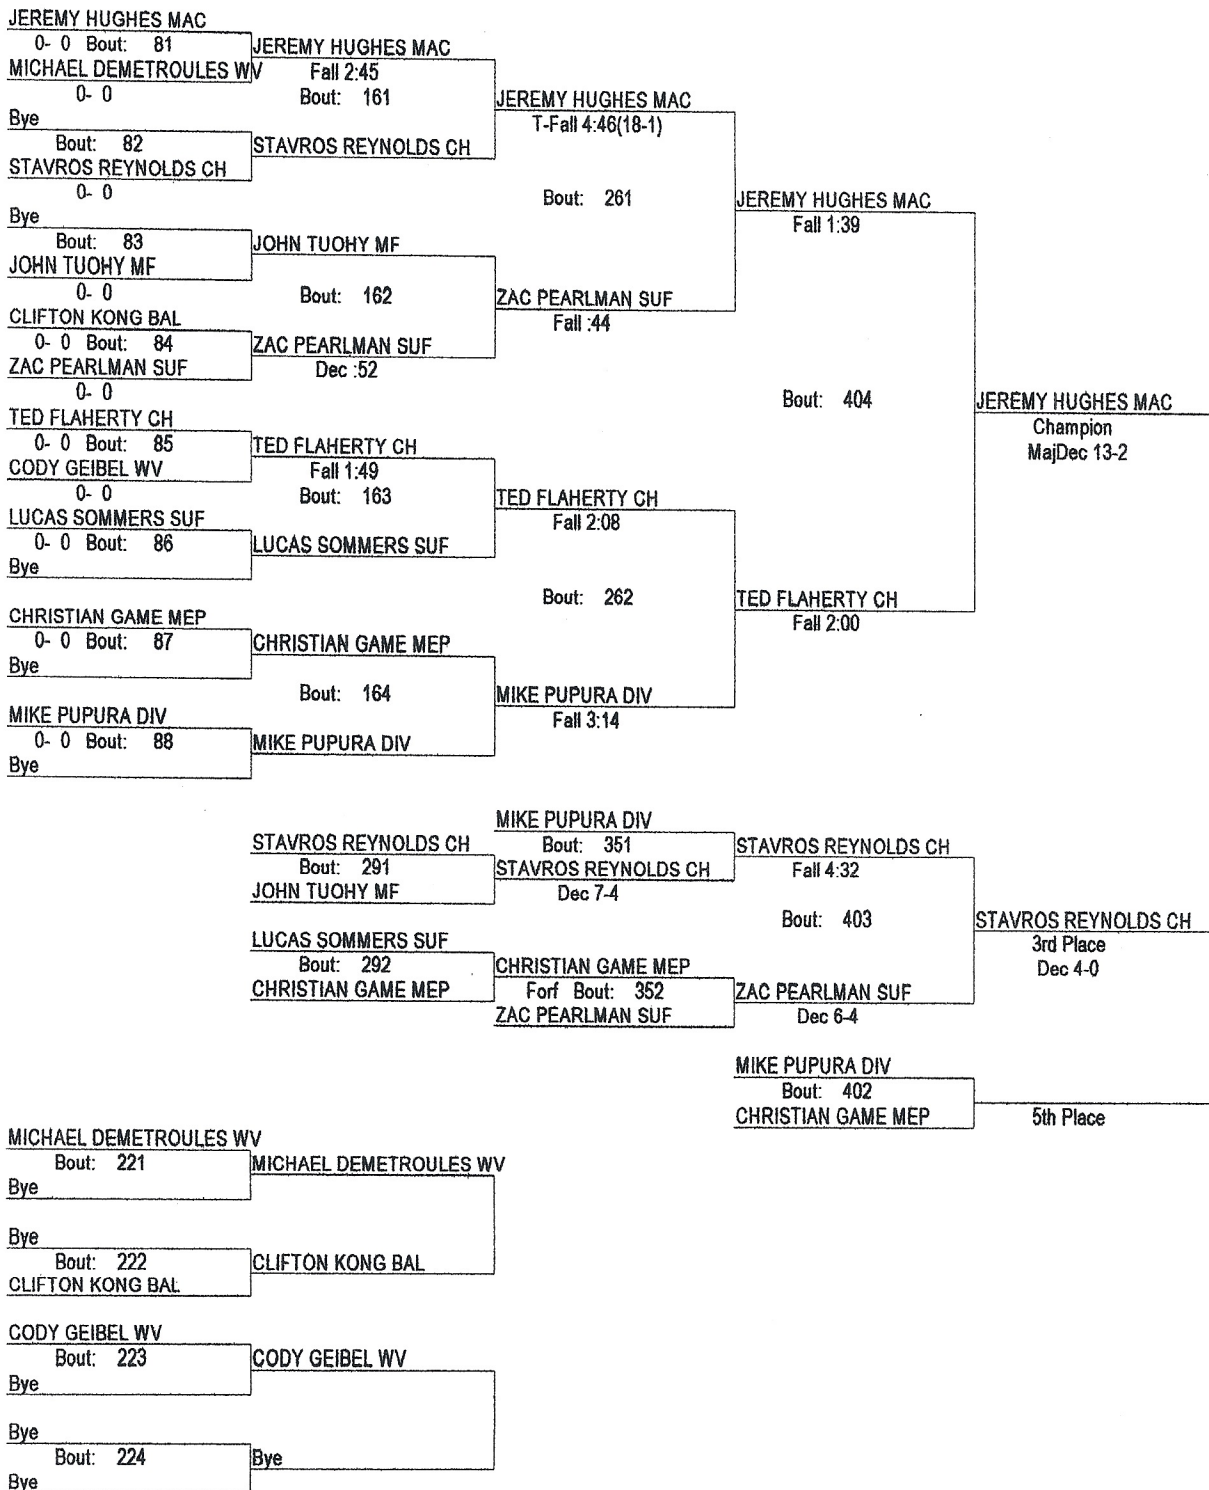 JEREMY HUGHES MAC
0- 0 Bout: 81
MICHAEL DEMETROULES WV
0- 0
Bye
Bout: 82
STAVROS REYNOLDS CH
0- 0
Bye
Bout: 83
JOHN TUOHY MF
0- 0
CLIFTON KONG BAL
0- 0 Bout: 84
ZAC PEARLMAN SUF
0- 0
TED FLAHERTY CH
0- 0 Bout: 85
CODY GEIBEL WV
0- 0
LUCAS SOMMERS SUF
0- 0 Bout: 86
Bye
CHRISTIAN GAME MEP
0- 0 Bout: 87
Bye
MIKE PUPURA DIV
0- 0 Bout: 88
Bye
JEREMY HUGHES MAC
Fall 2:45
Bout: 161
STAVROS REYNOLDS CH
JOHN TUOHY MF
Bout: 162
ZAC PEARLMAN SUF
Dec :52
TED FLAHERTY CH
Fall 1:49
Bout: 163
LUCAS SOMMERS SUF
CHRISTIAN GAME MEP
Bout: 164
MIKE PUPURA DIV
JEREMY HUGHES MAC
T-Fall 4:46(18-1)
Bout: 261
ZAC PEARLMAN SUF
Fall :44
TED FLAHERTY CH
Fall 2:08
Bout: 262
MIKE PUPURA DIV
Fall 3:14
JEREMY HUGHES MAC
Fall 1:39
Bout: 404
TED FLAHERTY CH
Fall 2:00
JEREMY HUGHES MAC
Champion
MajDec 13-2
STAVROS REYNOLDS CH
Bout: 291
JOHN TUOHY MF
LUCAS SOMMERS SUF
Bout: 292
CHRISTIAN GAME MEP
MIKE PUPURA DIV
Bout: 351
STAVROS REYNOLDS CH
Dec 7-4
CHRISTIAN GAME MEP
Forf Bout: 352
ZAC PEARLMAN SUF
STAVROS REYNOLDS CH
Fall 4:32
Bout: 403
ZAC PEARLMAN SUF
Dec 6-4
STAVROS REYNOLDS CH
3rd Place
Dec 4-0
MIKE PUPURA DIV
Bout: 402
CHRISTIAN GAME MEP
5th Place
MICHAEL DEMETROULES WV
Bout: 221
Bye
Bye
Bout: 222
CLIFTON KONG BAL
CODY GEIBEL WV
Bout: 223
Bye
Bye
Bout: 224
Bye
MICHAEL DEMETROULES WV
CLIFTON KONG BAL
CODY GEIBEL WV
Bye